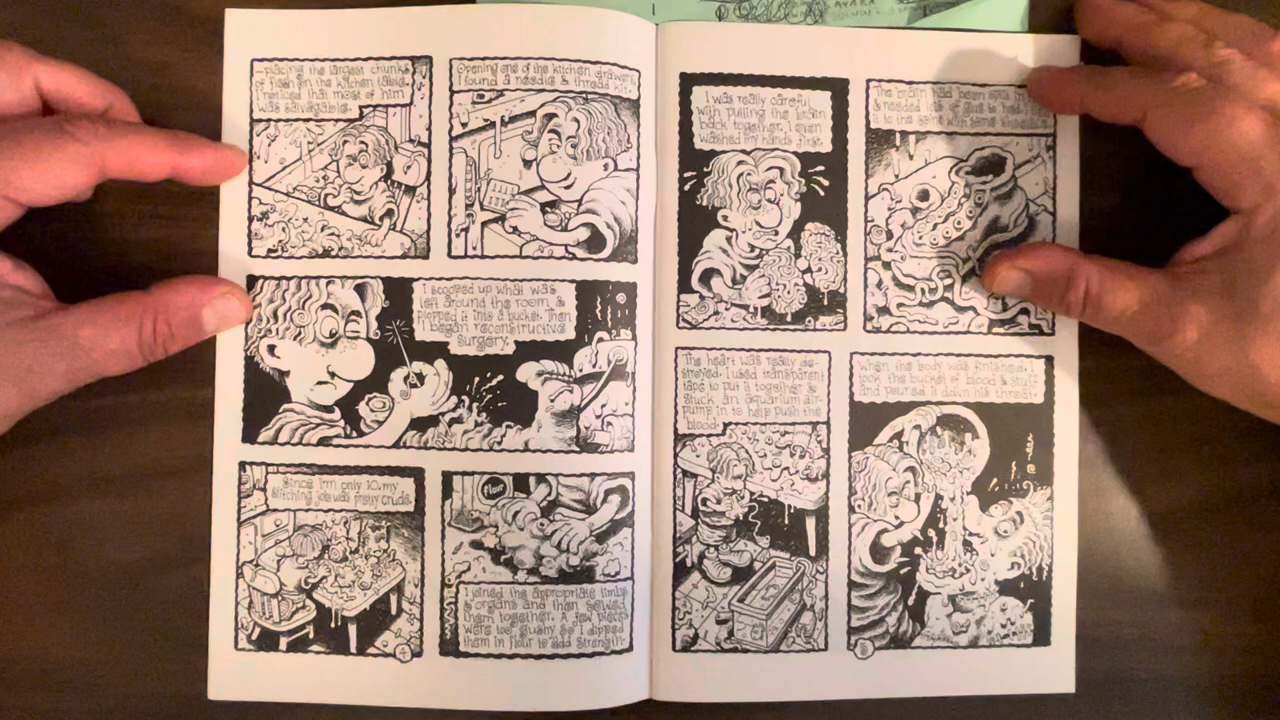 —placing the largest chunks
of flesh on the kitchen table,
I noticed that most of him
was salvagable.
Opening one of the kitchen drawers,
I found a needle & thread kit.
I scooped up what was
left around the room &
plopped it into a bucket. Then
I began reconstructive
surgery.
Since I'm only 10, my
stitching job was pretty crude.
flour
I joined the appropriate limbs
& organs and then sewed
them together. A few pieces
were too gushy so I dipped
them in flour to add strength.
4
I was really careful
with putting the brain
back together. I even
washed my hands first.
The brain had been
& needed lots of glue to
it to the spine with some
The heart was really de-
stroyed. I used transparent
tape to put it together &
stuck an aquarium air-
pump in to help push the
blood.
When the body was finished, I
took the bucket of blood & stuff
and poured it down his throat.
5